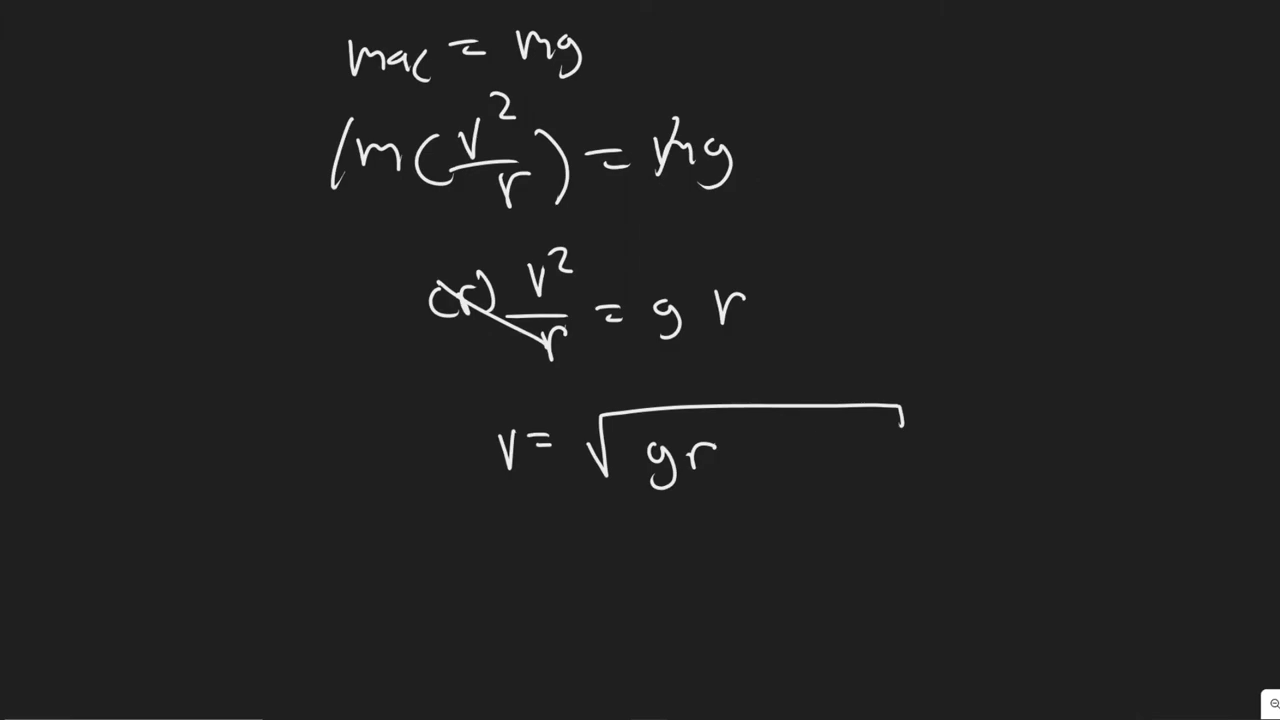 mac = mg
m(v²/r) = mg
(r) v²/r = g r
v = √gr